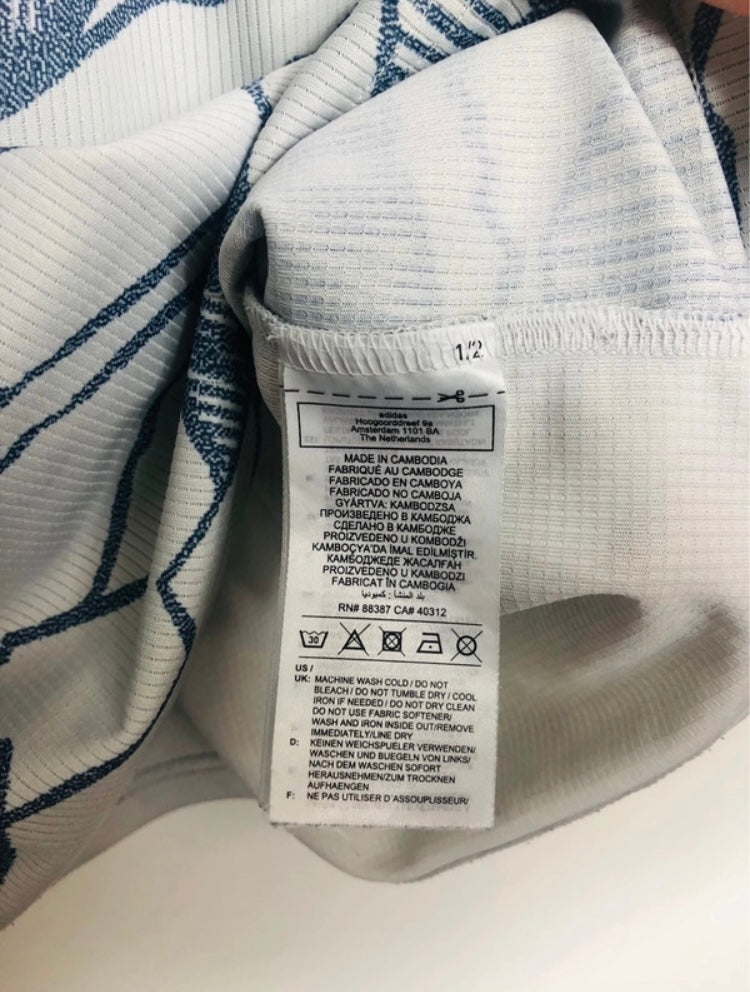 1/2
adidas
Hoogoorddreef 9a
Amsterdam 1101 BA
The Netherlands
MADE IN CAMBODIA
FABRIQUÉ AU CAMBODGE
FABRICADO EN CAMBOYA
FABRICADO NO CAMBOJA
GYÁRTVA: KAMBODZSA
ПРОИЗВЕДЕНО В КАМБОДЖА
СДЕЛАНО В КАМБОДЖЕ
PROIZVEDENO U KOMBODŽI
KAMBOÇYA'DA İMAL EDİLMİŞTİR.
КАМБОДЖЕДЕ ЖАСАЛҒАН
PROIZVEDENO U KAMBODZI
FABRICAT ÎN CAMBOGIA
بلد المنشأ : كمبوديا
RN# 88387 CA# 40312
30
US /
UK: MACHINE WASH COLD / DO NOT
BLEACH / DO NOT TUMBLE DRY / COOL
IRON IF NEEDED / DO NOT DRY CLEAN
DO NOT USE FABRIC SOFTENER/
WASH AND IRON INSIDE OUT/REMOVE
IMMEDIATELY/LINE DRY
D: KEINEN WEICHSPUELER VERWENDEN/
WASCHEN UND BUEGELN VON LINKS/
NACH DEM WASCHEN SOFORT
HERAUSNEHMEN/ZUM TROCKNEN
AUFHAENGEN
F: NE PAS UTILISER D'ASSOUPLISSEUR/